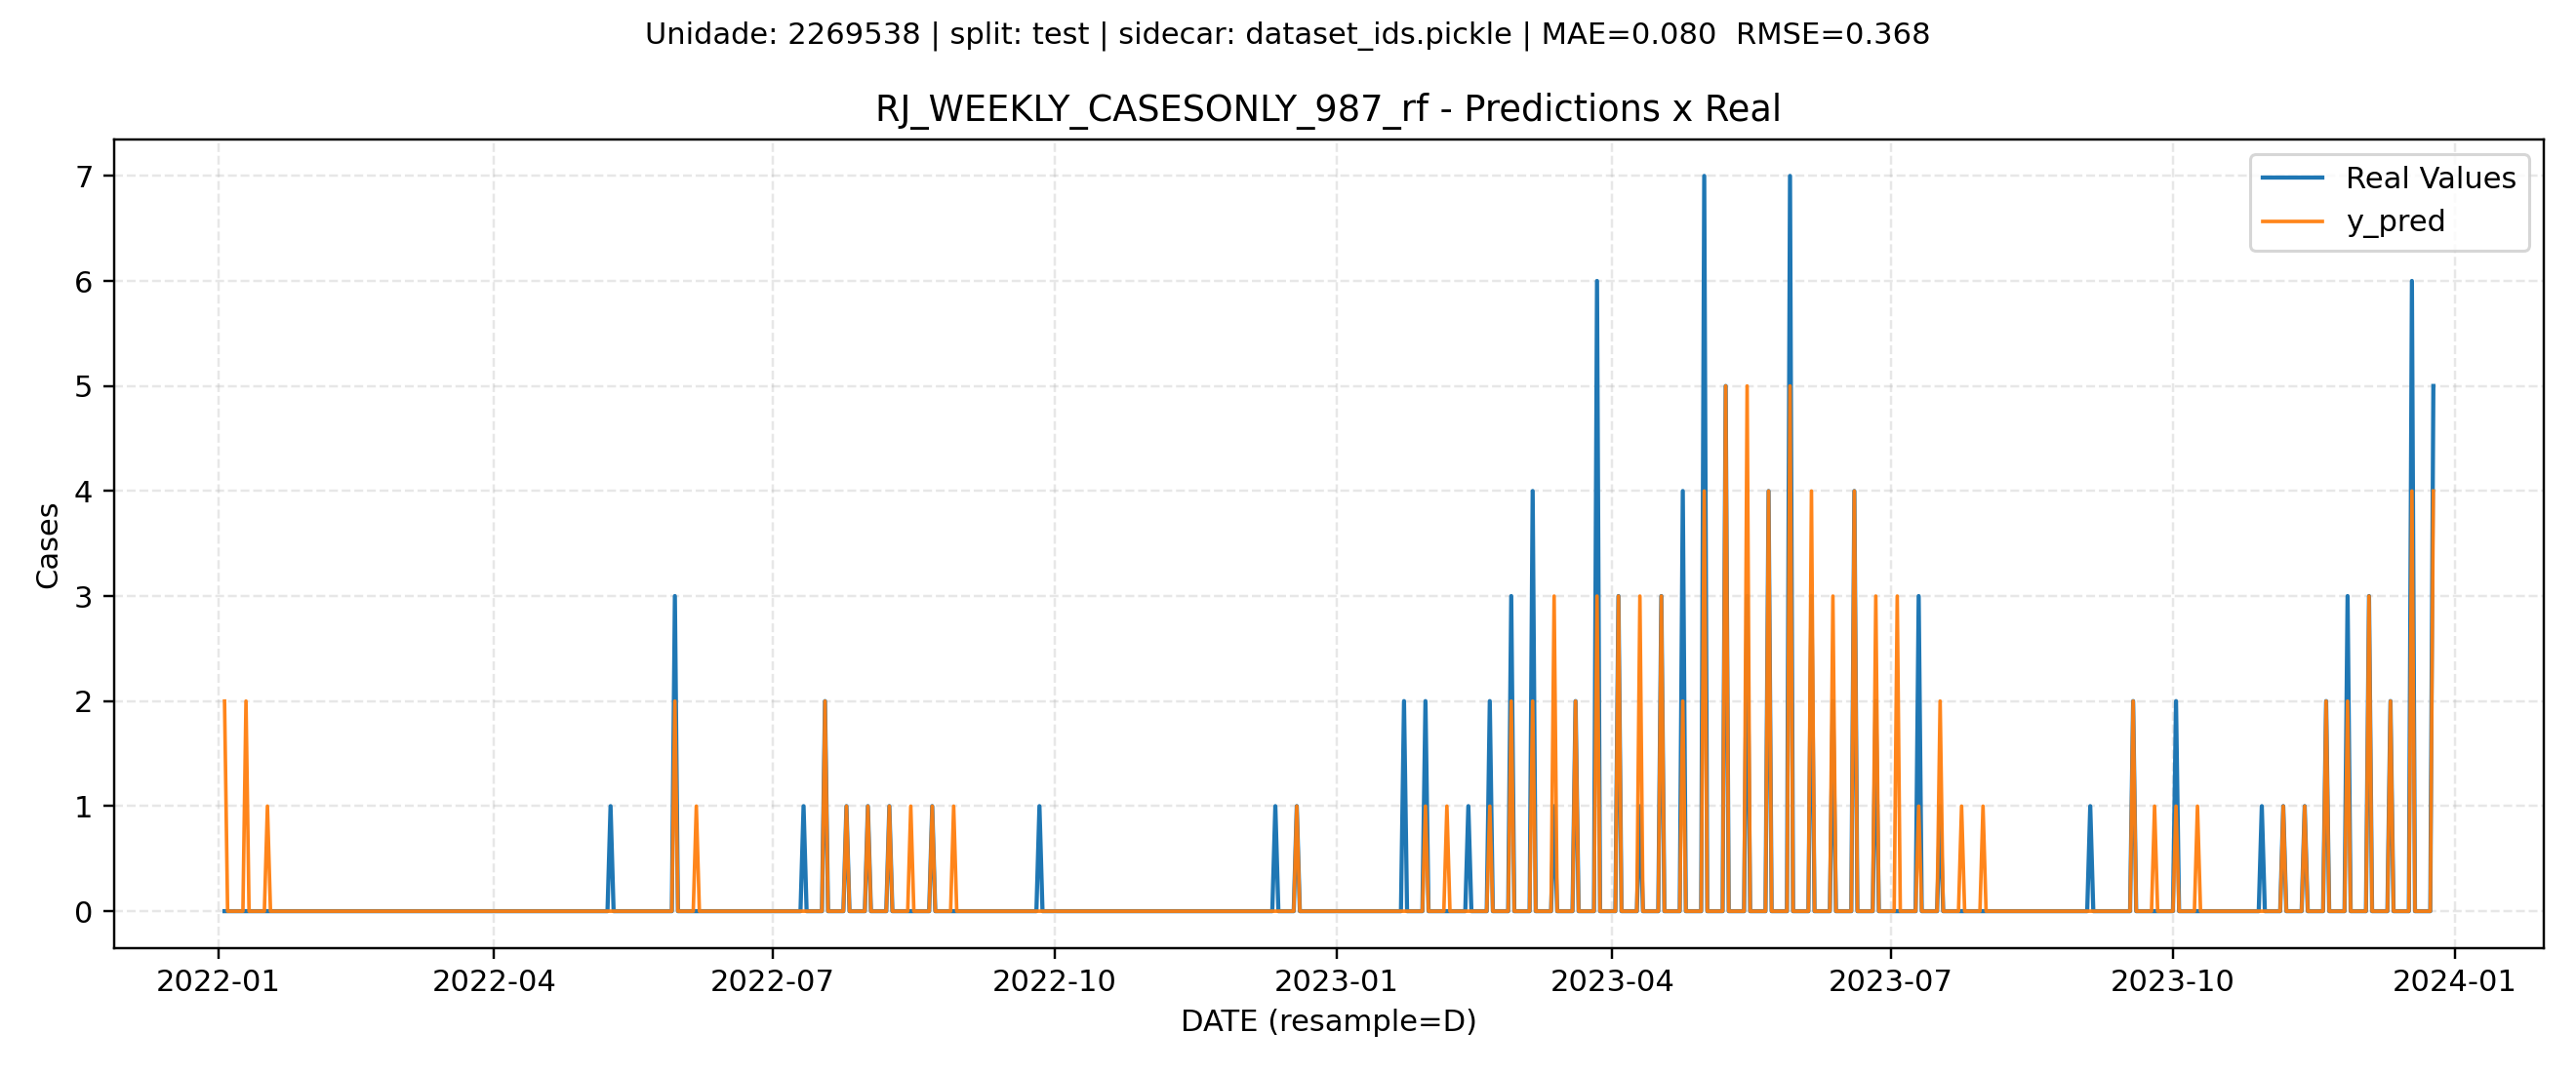 Unidade: 2269538 | split: test | sidecar: dataset_ids.pickle | MAE=0.080  RMSE=0.368
RJ_WEEKLY_CASESONLY_987_rf - Predictions x Real
Real Values
y_pred
Cases
7
6
5
4
3
2
1
0
2022-01 2022-04 2022-07 2022-10 2023-01 2023-04 2023-07 2023-10 2024-01
DATE (resample=D)